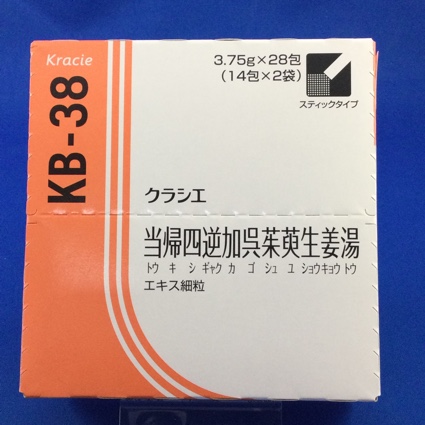 Kracie
KB-38
3.75g×28包
(14包×2袋)
スティックタイプ
クラシエ
当帰四逆加呉茱萸生姜湯
トウ キ シ ギャク カ ゴ シュ ユ ショウキョウ トウ
エキス細粒